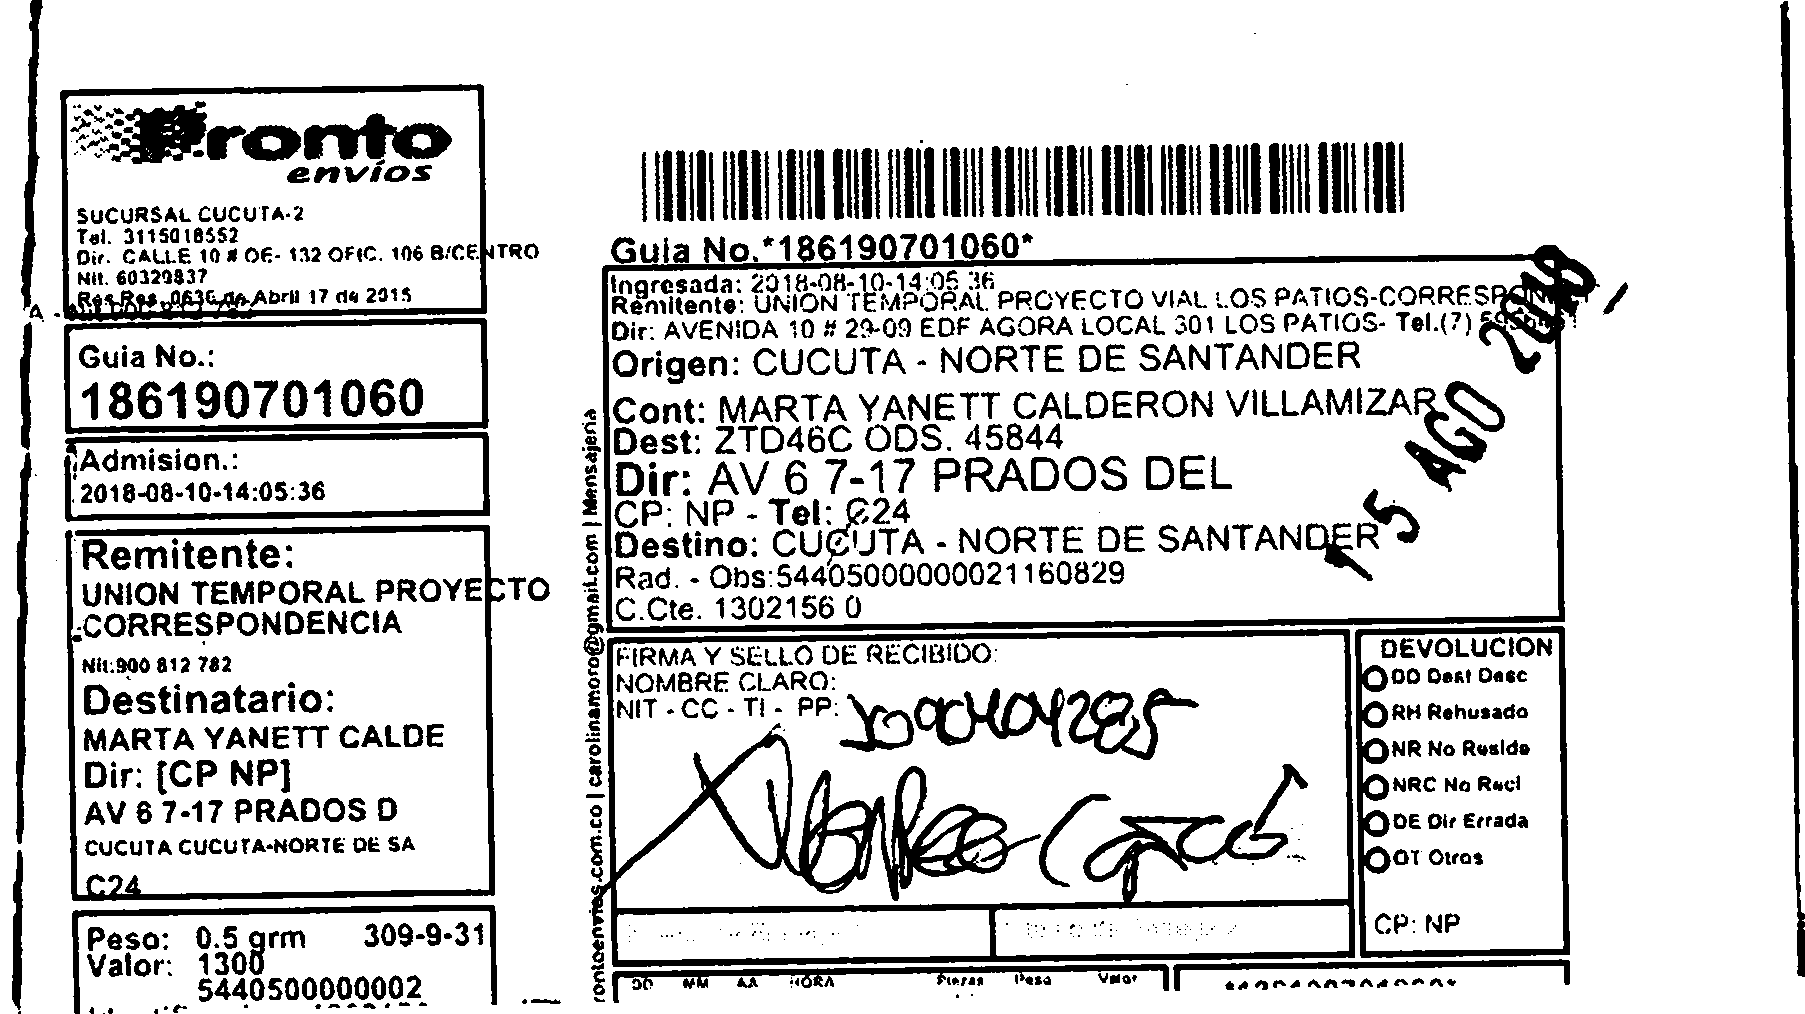 Pronto
envíos
SUCURSAL CUCUTA-2
Tel. 3115018552
Dir. CALLE 10 # OE- 132 OFIC. 106 B/CENTRO
Nit. 60329837
Res Res. 0636 de Abril 17 de 2015
Guia No.:
186190701060
Admision.:
2018-08-10-14:05:36
Remitente:
UNION TEMPORAL PROYECTO
CORRESPONDENCIA
Nit:900 812 782
Destinatario:
MARTA YANETT CALDE
Dir: [CP NP]
AV 6 7-17 PRADOS D
CUCUTA CUCUTA-NORTE DE SA
C24
Peso: 0.5 grm 309-9-31
Valor: 1300
5440500000002
rontoenvios.com.co | carolinamoro@gmail.com | Mensajeria
Guia No.*186190701060*
Ingresada: 2018-08-10-14:05 36
Remitente: UNION TEMPORAL PROYECTO VIAL LOS PATIOS-CORRESPON
Dir: AVENIDA 10 # 29-09 EDF AGORA LOCAL 301 LOS PATIOS- Tel.(7)
Origen: CUCUTA - NORTE DE SANTANDER
Cont: MARTA YANETT CALDERON VILLAMIZAR
Dest: ZTD46C ODS. 45844
Dir: AV 6 7-17 PRADOS DEL
CP: NP - Tel: C24
Destino: CUCUTA - NORTE DE SANTANDER
Rad. - Obs:54405000000021160829
C.Cte. 1302156 0
15 AGO 2018
FIRMA Y SELLO DE RECIBIDO:
NOMBRE CLARO:
NIT - CC - TI - PP: 1090404285
DEVOLUCION
DD Dest Desc
RH Rehusado
NR No Reside
NRC No Recl
DE Dir Errada
OT Otros
CP: NP
DD MM AA HORA Piezas Peso Valor